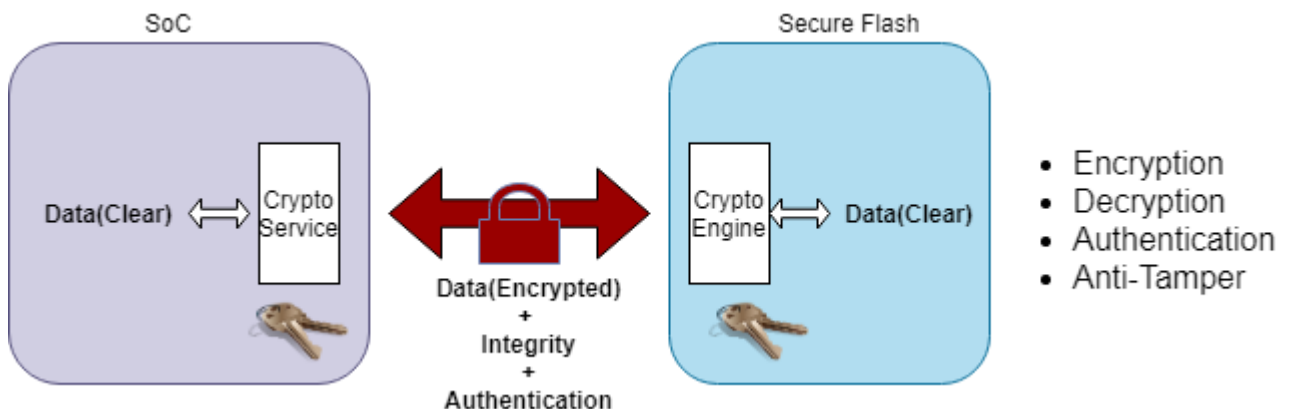 SoC
Secure Flash
Data(Clear)
Crypto
Service
Data(Encrypted)
+
Integrity
+
Authentication
Crypto
Engine
Data(Clear)
• Encryption
• Decryption
• Authentication
• Anti-Tamper